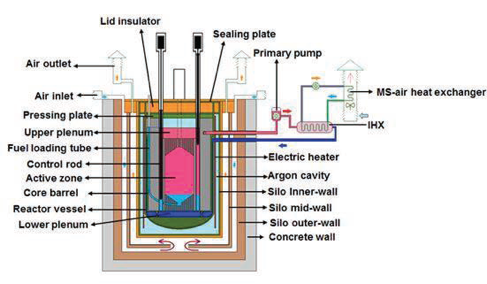 Lid insulator
Sealing plate
Primary pump
Air outlet
MS-air heat exchanger
Air inlet
Pressing plate
IHX
Upper plenum
Fuel loading tube
Electric heater
Control rod
Argon cavity
Active zone
Silo Inner-wall
Core barrel
Silo mid-wall
Reactor vessel
Silo outer-wall
Lower plenum
Concrete wall